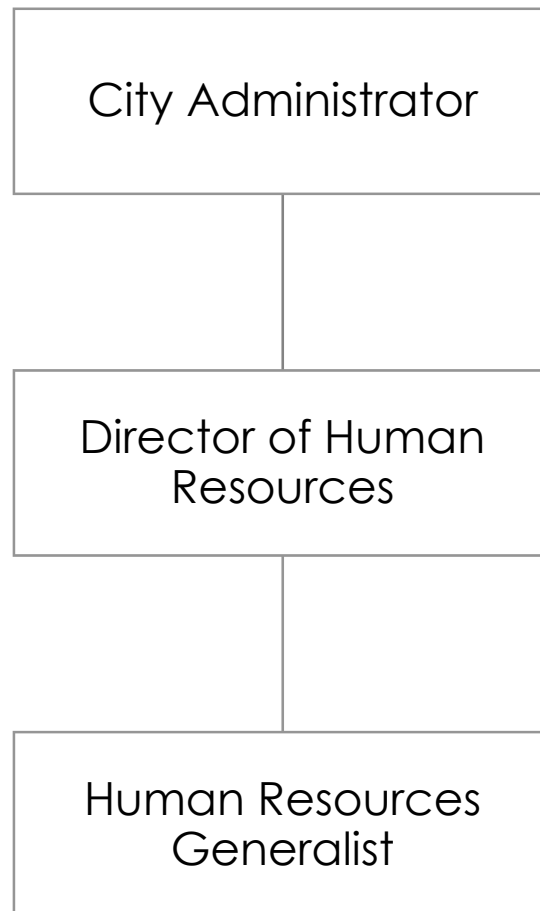 City Administrator
Director of Human
Resources
Human Resources
Generalist